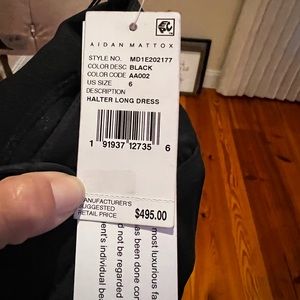 AIDAN MATTOX
STYLE NO. MD1E202177
COLOR DESC BLACK
COLOR CODE AA002
US SIZE 6
DESCRIPTION
HALTER LONG DRESS
1 91937 12735 6
MANUFACTURER'S
SUGGESTED
RETAIL PRICE $495.00
most luxurious fa
has been done con
d not be regarded
ent's individual be